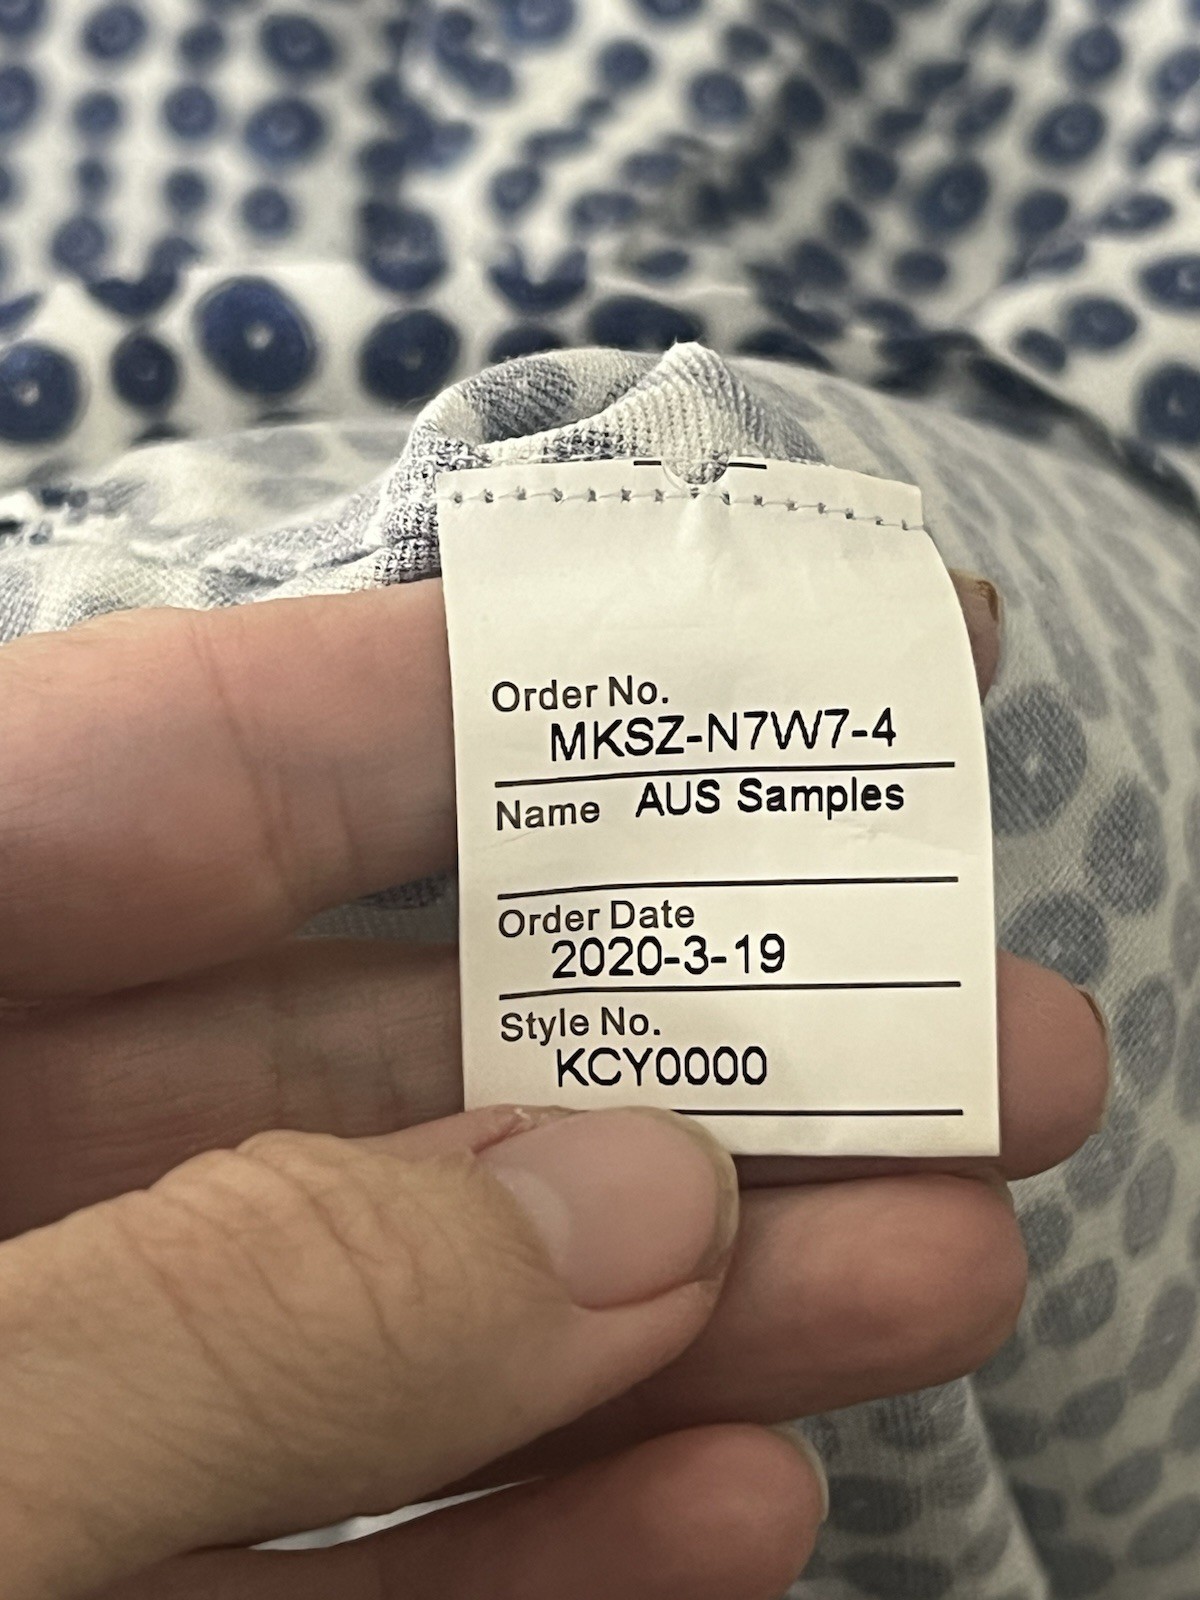 Order No.
MKSZ-N7W7-4
Name AUS Samples
Order Date
2020-3-19
Style No.
KCY0000